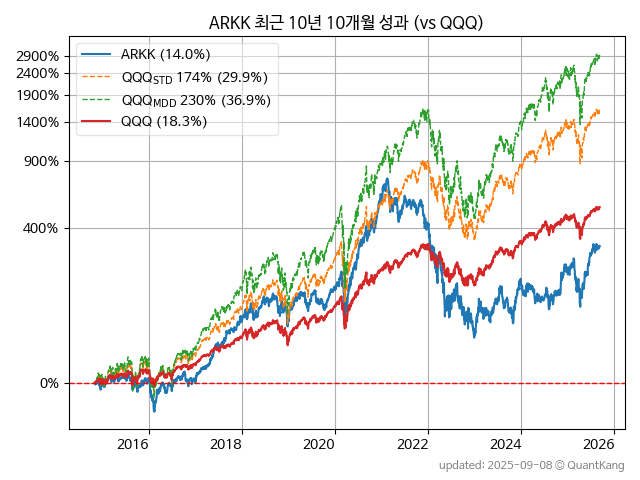 ARKK 최근 10년 10개월 성과 (vs QQQ)
ARKK (14.0%)
QQQSTD 174% (29.9%)
QQQMDD 230% (36.9%)
QQQ (18.3%)
2900%
2400%
1900%
1400%
900%
400%
0%
2016 2018 2020 2022 2024 2026
updated: 2025-09-08 © QuantKang